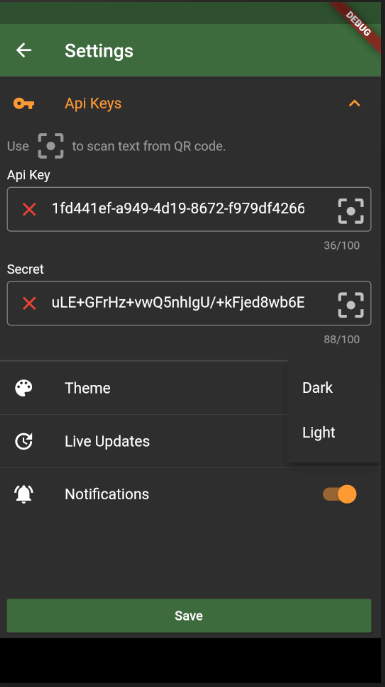 DEBUG
Settings
Api Keys
Use to scan text from QR code.
Api Key
1fd441ef-a949-4d19-8672-f979df4266
36/100
Secret
uLE+GFrHz+vwQ5nhIgU/+kFjed8wb6E
88/100
Theme
Dark
Light
Live Updates
Notifications
Save